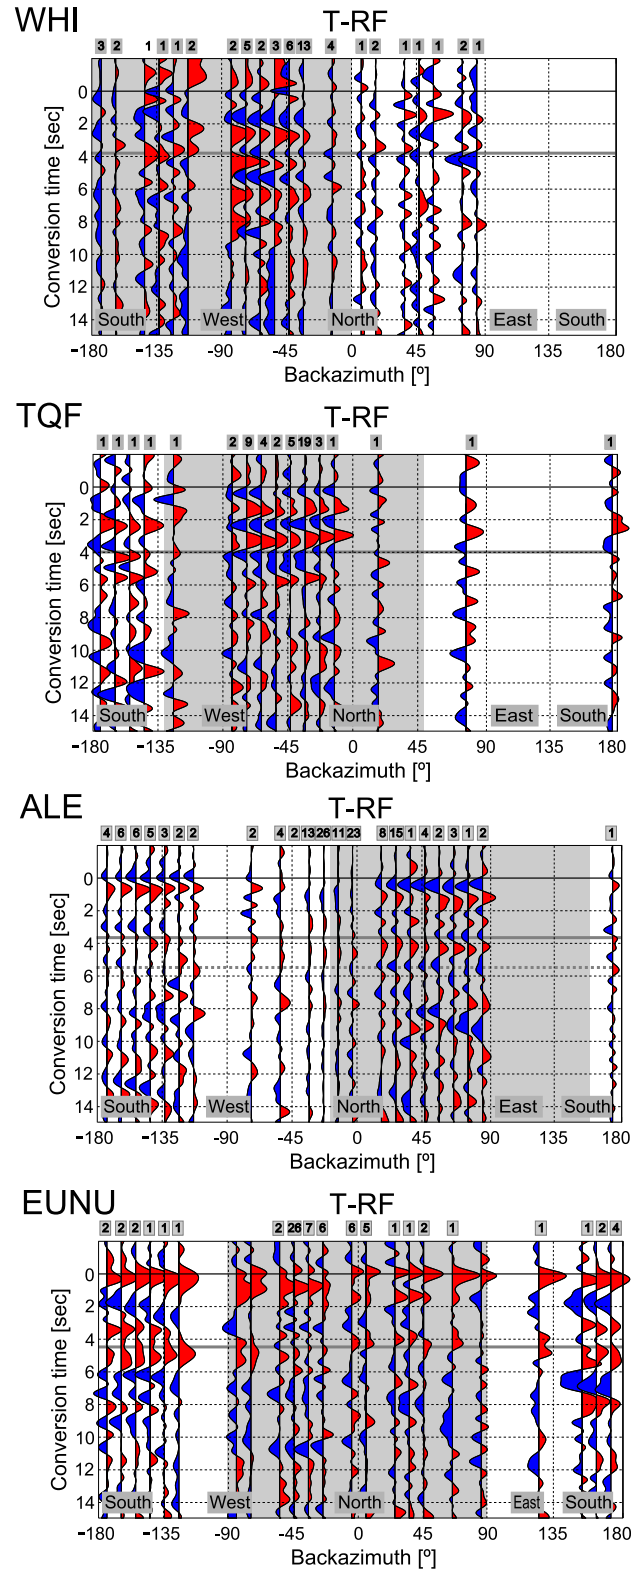 WHI T-RF
3 2 1 1 1 2 2 5 2 3 6 13 4 1 2 1 1 1 2 1
0
2
4
6
8
10
12
14
Conversion time [sec]
South West North East South
-180 -135 -90 -45 0 45 90 135 180
Backazimuth [º]
TQF T-RF
1 1 1 1 1 2 9 4 2 5 19 3 1 1 1 1
0
2
4
6
8
10
12
14
Conversion time [sec]
South West North East South
-180 -135 -90 -45 0 45 90 135 180
Backazimuth [º]
ALE T-RF
4 6 6 5 3 2 2 2 4 2 13 26 11 23 8 15 1 4 2 3 1 2 1
0
2
4
6
8
10
12
14
Conversion time [sec]
South West North East South
-180 -135 -90 -45 0 45 90 135 180
Backazimuth [º]
EUNU T-RF
2 2 2 1 1 1 2 26 7 6 6 5 1 1 2 1 1 1 2 4
0
2
4
6
8
10
12
14
Conversion time [sec]
South West North East South
-180 -135 -90 -45 0 45 90 135 180
Backazimuth [º]